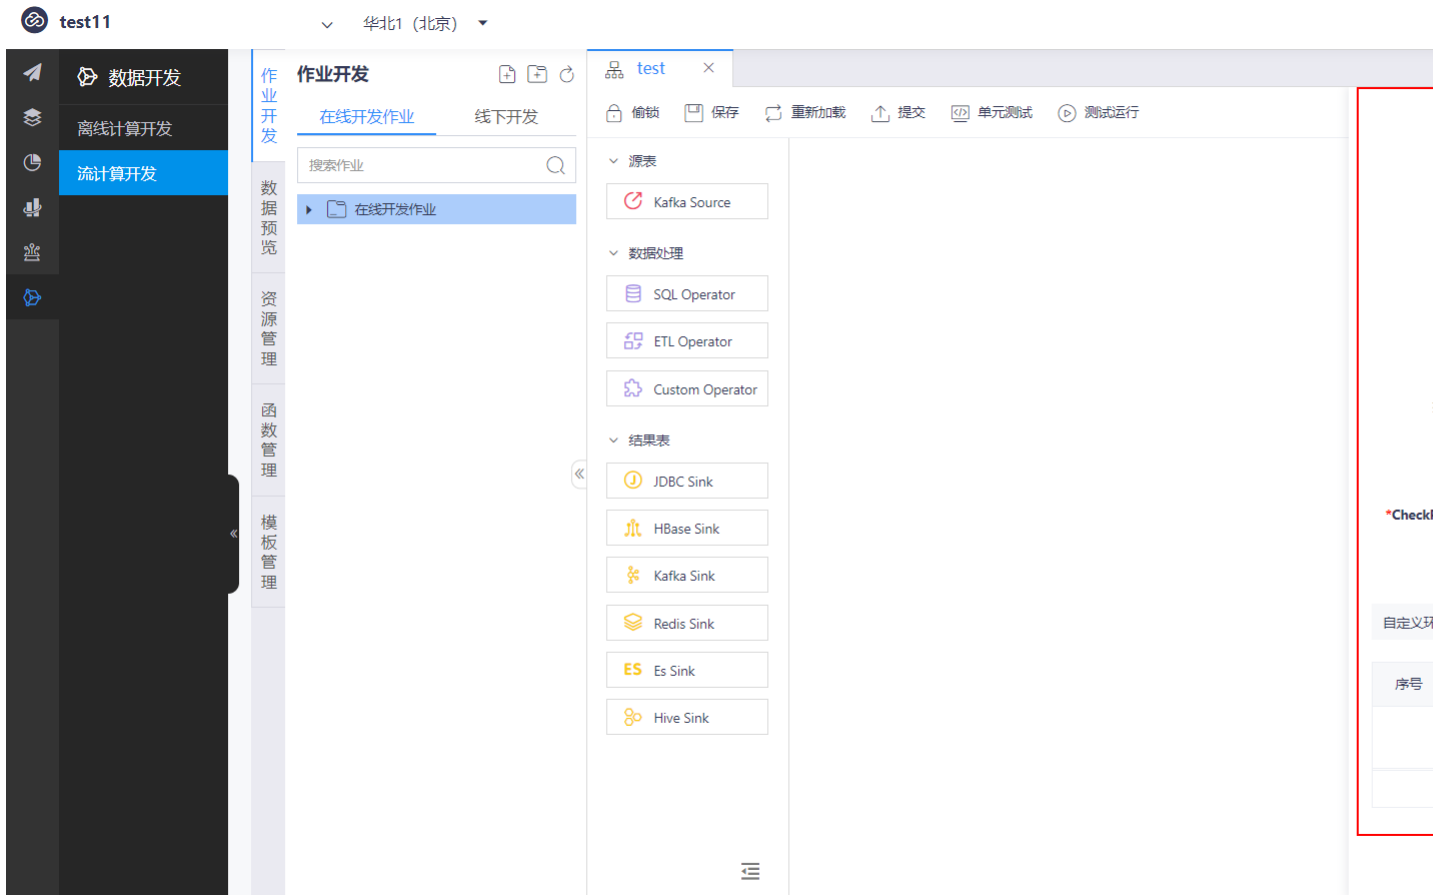 test11
华北1（北京）
数据开发
离线计算开发
流计算开发
作业开发
数据预览
资源管理
函数管理
模板管理
作业开发
在线开发作业
线下开发
搜索作业
在线开发作业
test
偷锁
保存
重新加载
提交
单元测试
测试运行
源表
Kafka Source
数据处理
SQL Operator
ETL Operator
Custom Operator
结果表
JDBC Sink
HBase Sink
Kafka Sink
Redis Sink
ES Es Sink
Hive Sink
*Check
自定义环
序号